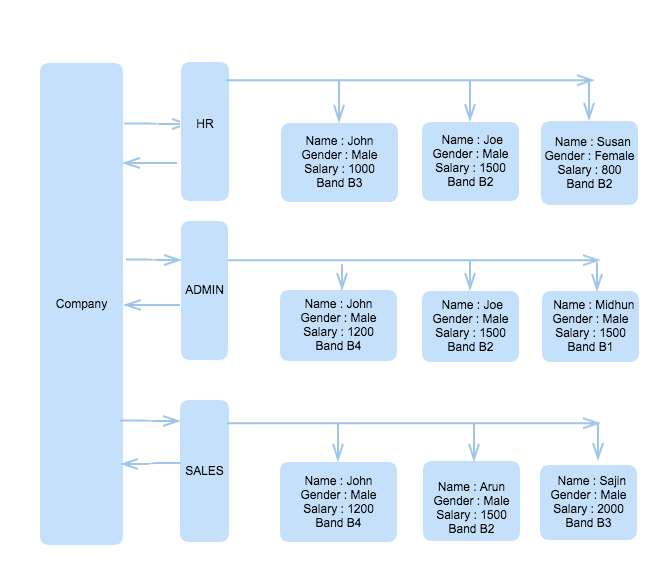 Company
HR
Name : John
Gender : Male
Salary : 1000
Band B3
Name : Joe
Gender : Male
Salary : 1500
Band B2
Name : Susan
Gender : Female
Salary : 800
Band B2
ADMIN
Name : John
Gender : Male
Salary : 1200
Band B4
Name : Joe
Gender : Male
Salary : 1500
Band B2
Name : Midhun
Gender : Male
Salary : 1500
Band B1
SALES
Name : John
Gender : Male
Salary : 1200
Band B4
Name : Arun
Gender : Male
Salary : 1500
Band B2
Name : Sajin
Gender : Male
Salary : 2000
Band B3